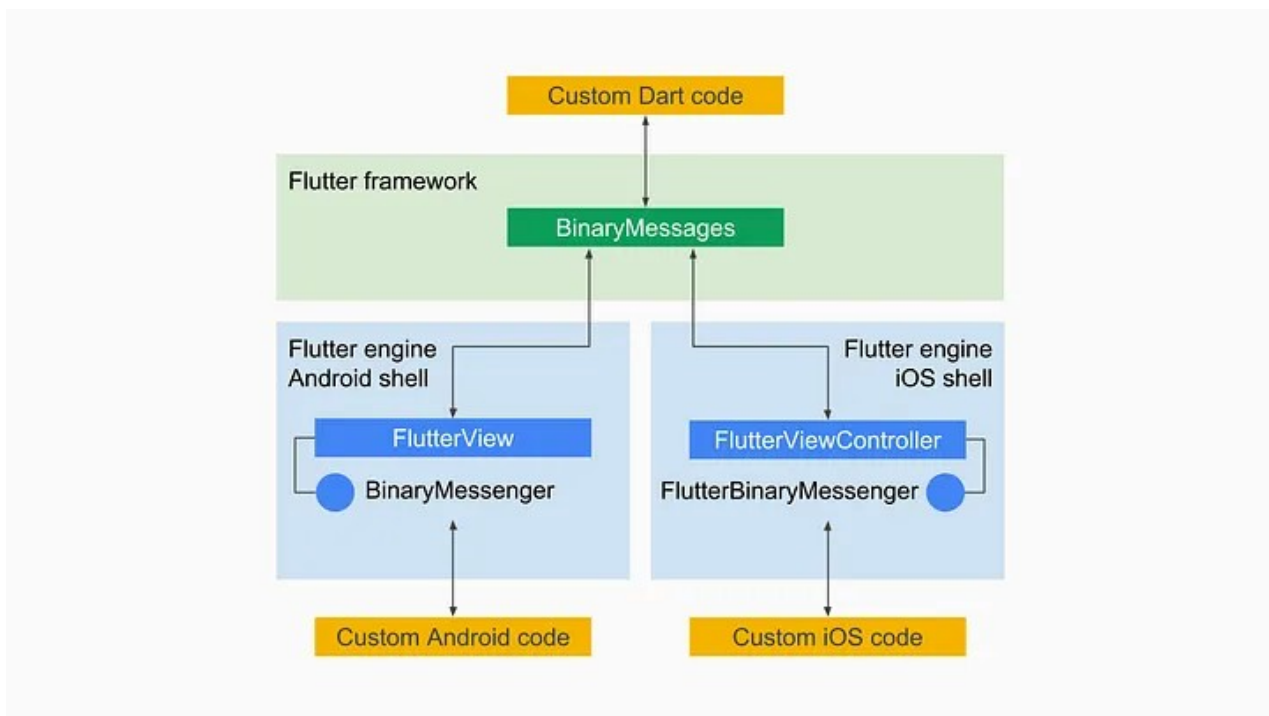 Custom Dart code
Flutter framework
BinaryMessages
Flutter engine
Android shell
FlutterView
BinaryMessenger
Flutter engine
iOS shell
FlutterViewController
FlutterBinaryMessenger
Custom Android code
Custom iOS code